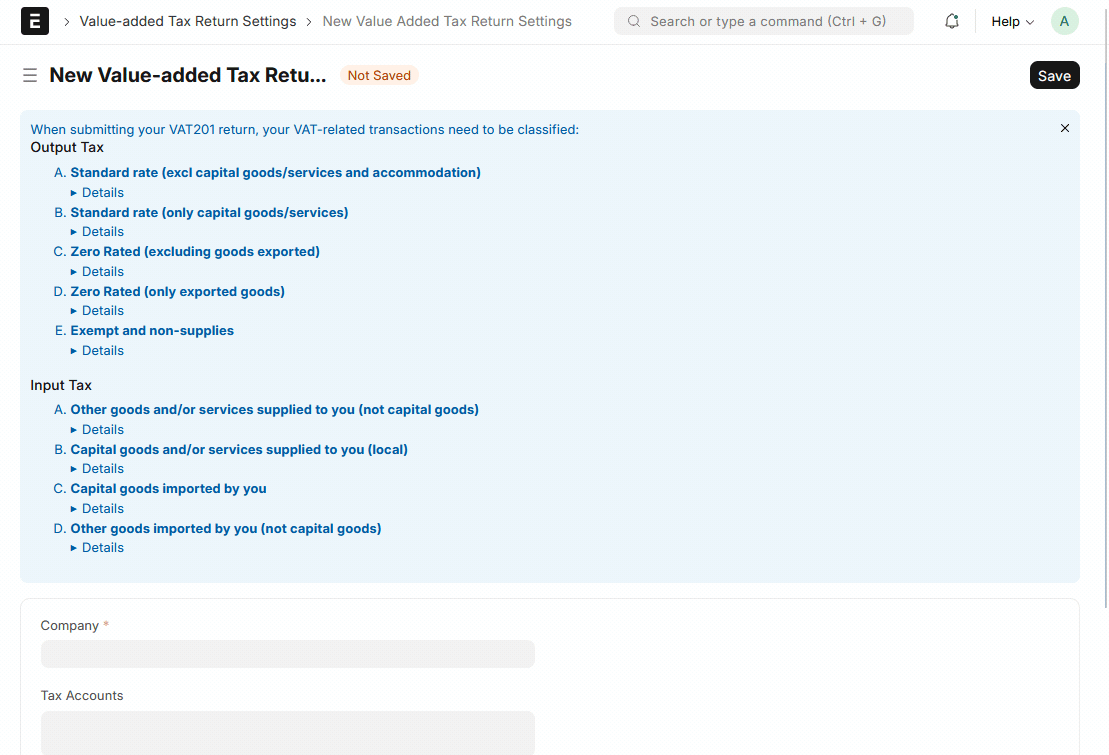 E
Value-added Tax Return Settings
New Value Added Tax Return Settings
Search or type a command (Ctrl + G)
Help
A
New Value-added Tax Retu...
Not Saved
Save
When submitting your VAT201 return, your VAT-related transactions need to be classified:
Output Tax
A. Standard rate (excl capital goods/services and accommodation)
▸ Details
B. Standard rate (only capital goods/services)
▸ Details
C. Zero Rated (excluding goods exported)
▸ Details
D. Zero Rated (only exported goods)
▸ Details
E. Exempt and non-supplies
▸ Details
Input Tax
A. Other goods and/or services supplied to you (not capital goods)
▸ Details
B. Capital goods and/or services supplied to you (local)
▸ Details
C. Capital goods imported by you
▸ Details
D. Other goods imported by you (not capital goods)
▸ Details
Company *
Tax Accounts